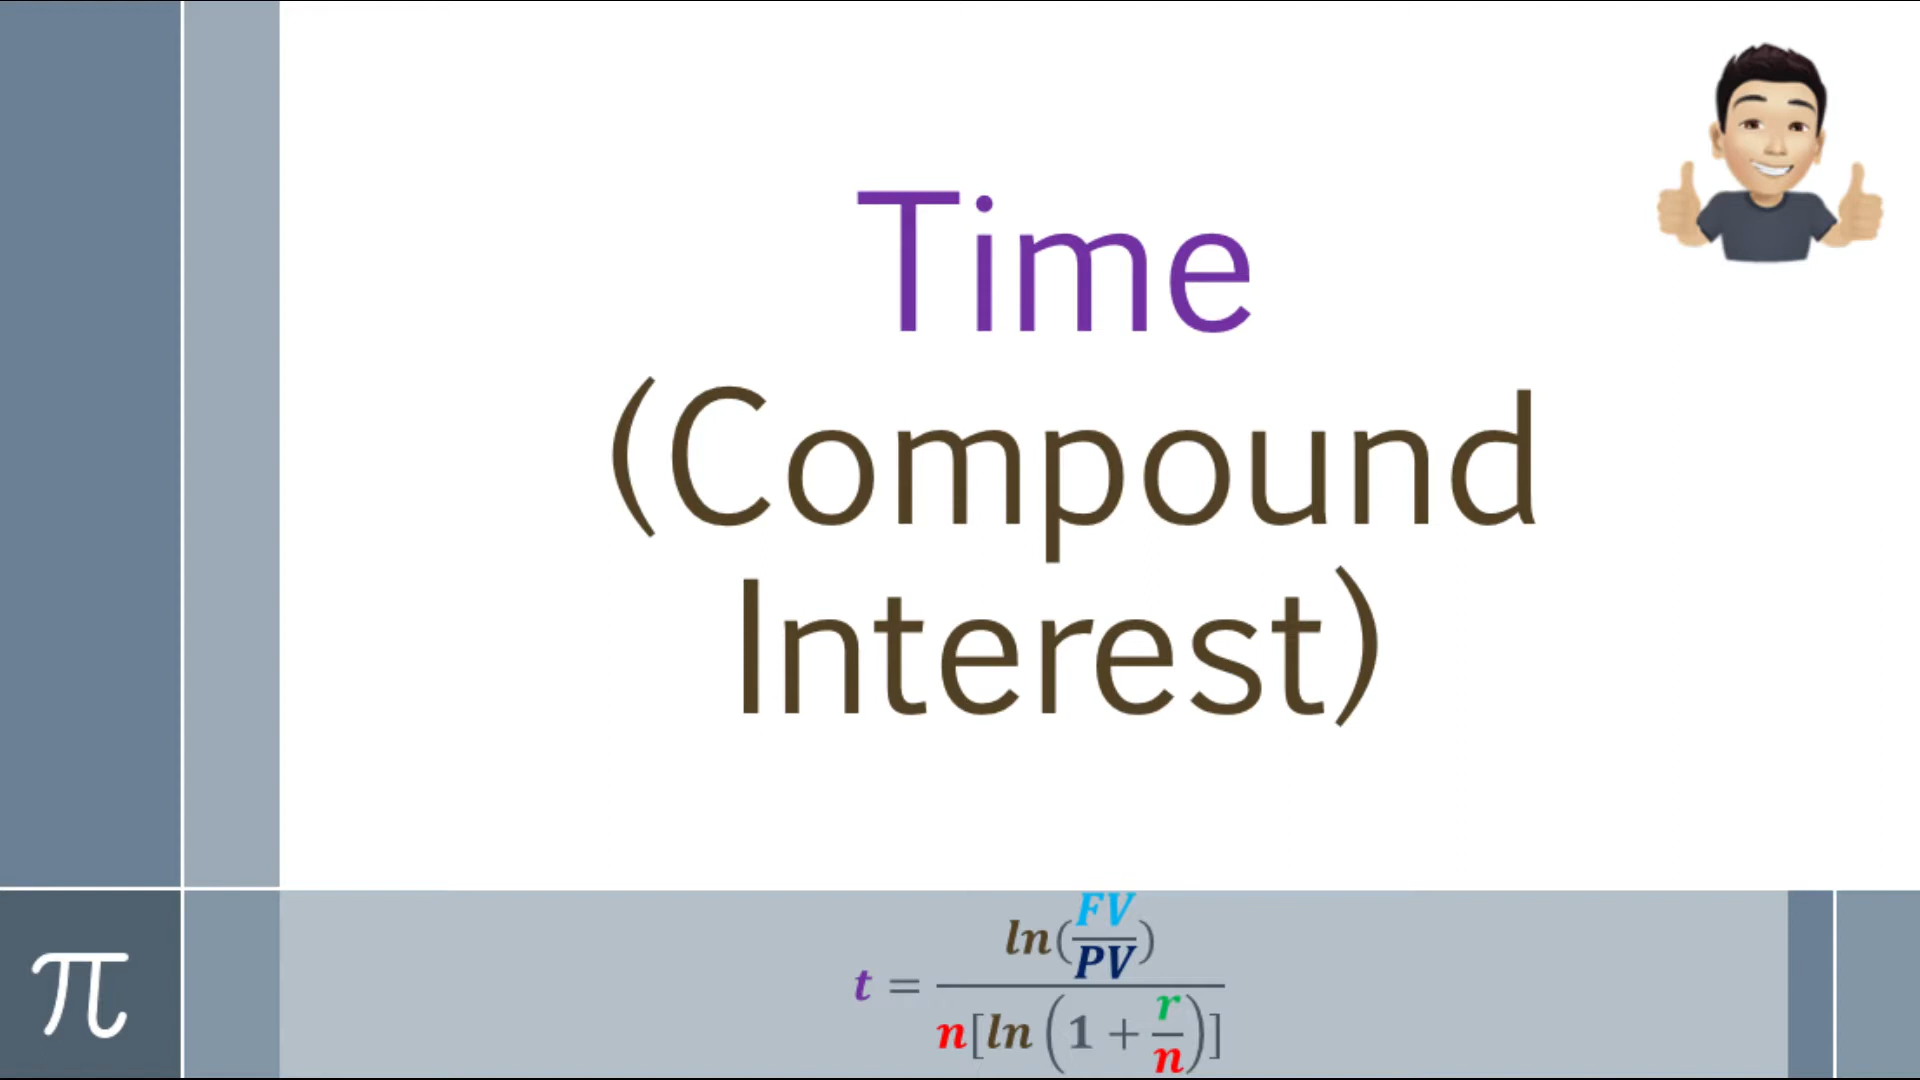 Time
(Compound
Interest)
π
t = ln(FV/PV) / n[ln(1 + r/n)]